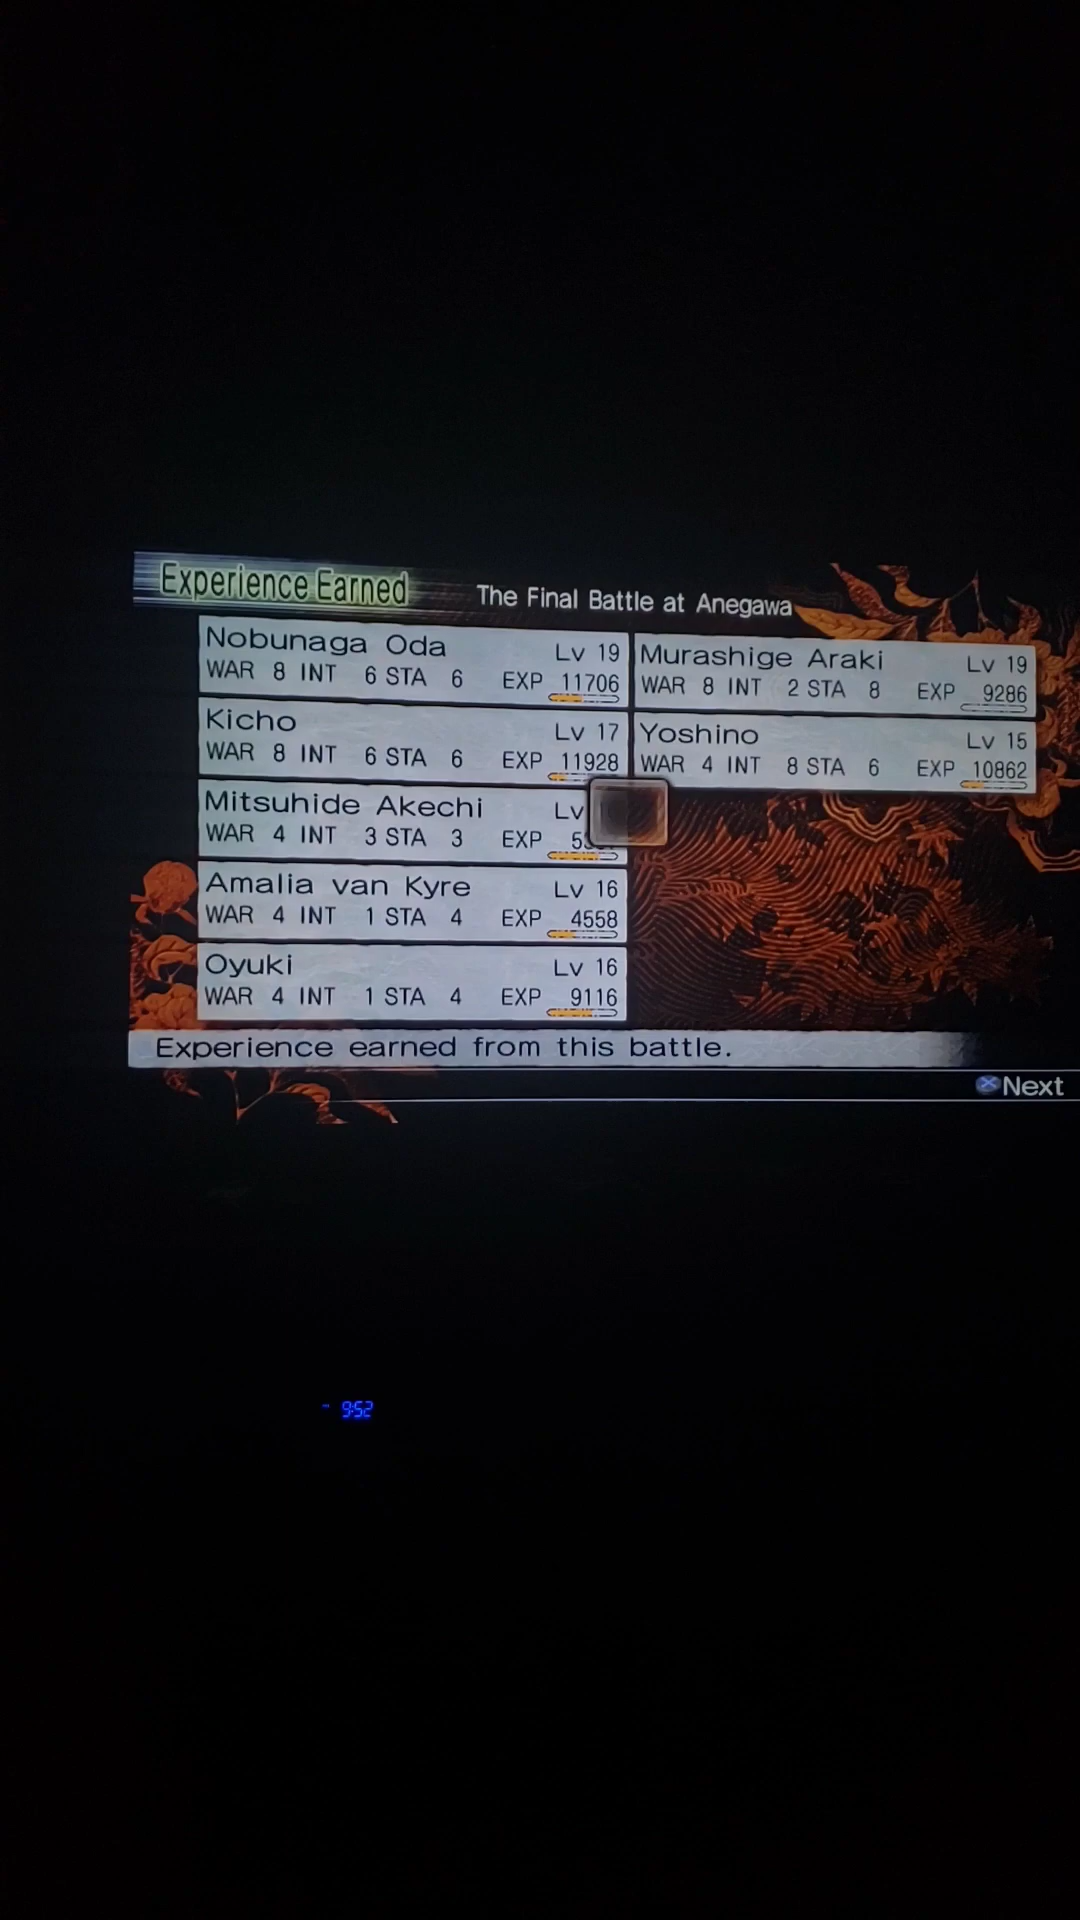 Experience Earned
The Final Battle at Anegawa
Nobunaga Oda Lv 19
WAR 8 INT 6 STA 6 EXP 11706
Kicho Lv 17
WAR 8 INT 6 STA 6 EXP 11928
Mitsuhide Akechi Lv
WAR 4 INT 3 STA 3 EXP
Amalia van Kyre Lv 16
WAR 4 INT 1 STA 4 EXP 4558
Oyuki Lv 16
WAR 4 INT 1 STA 4 EXP 9116
Murashige Araki Lv 19
WAR 8 INT 2 STA 8 EXP 9286
Yoshino Lv 15
WAR 4 INT 8 STA 6 EXP 10862
Experience earned from this battle.
Next
9:52